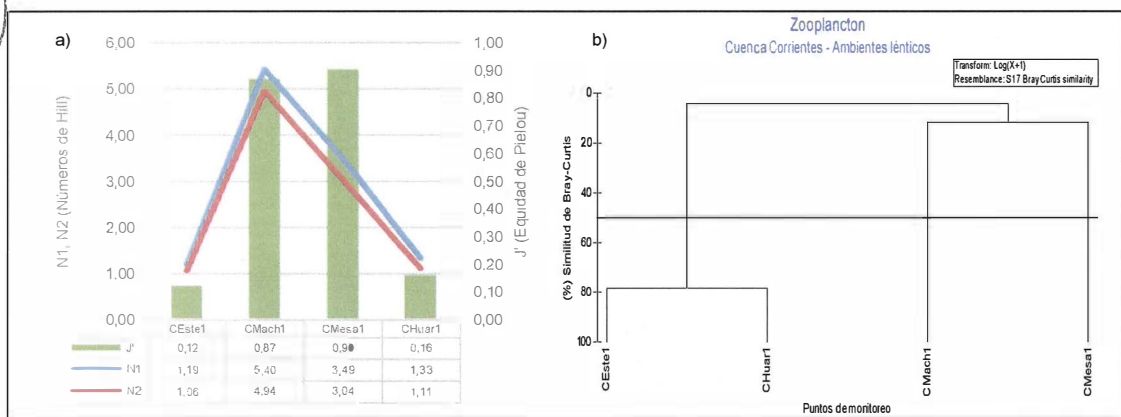 a)
6,00
5,00
4,00
3,00
2,00
1,00
0,00
N1, N2 (Números de Hill)
1,00
0,90
0,80
0,70
0,60
0,50
0,40
0,30
0,20
0,10
0,00
J' (Equidad de Pielou)
CEste1 CMach1 CMesa1 CHuar1
J' 0,12 0,87 0,90 0,16
N1 1,19 5,40 3,49 1,33
N2 1,06 4,94 3,04 1,11
b)
Zooplancton
Cuenca Corrientes - Ambientes lénticos
Transform: Log(X+1)
Resemblance: S17 Bray Curtis similarity
(%) Similitud de Bray-Curtis
0
20
40
60
80
100
CEste1
CHuar1
CMach1
CMesa1
Puntos de monitoreo